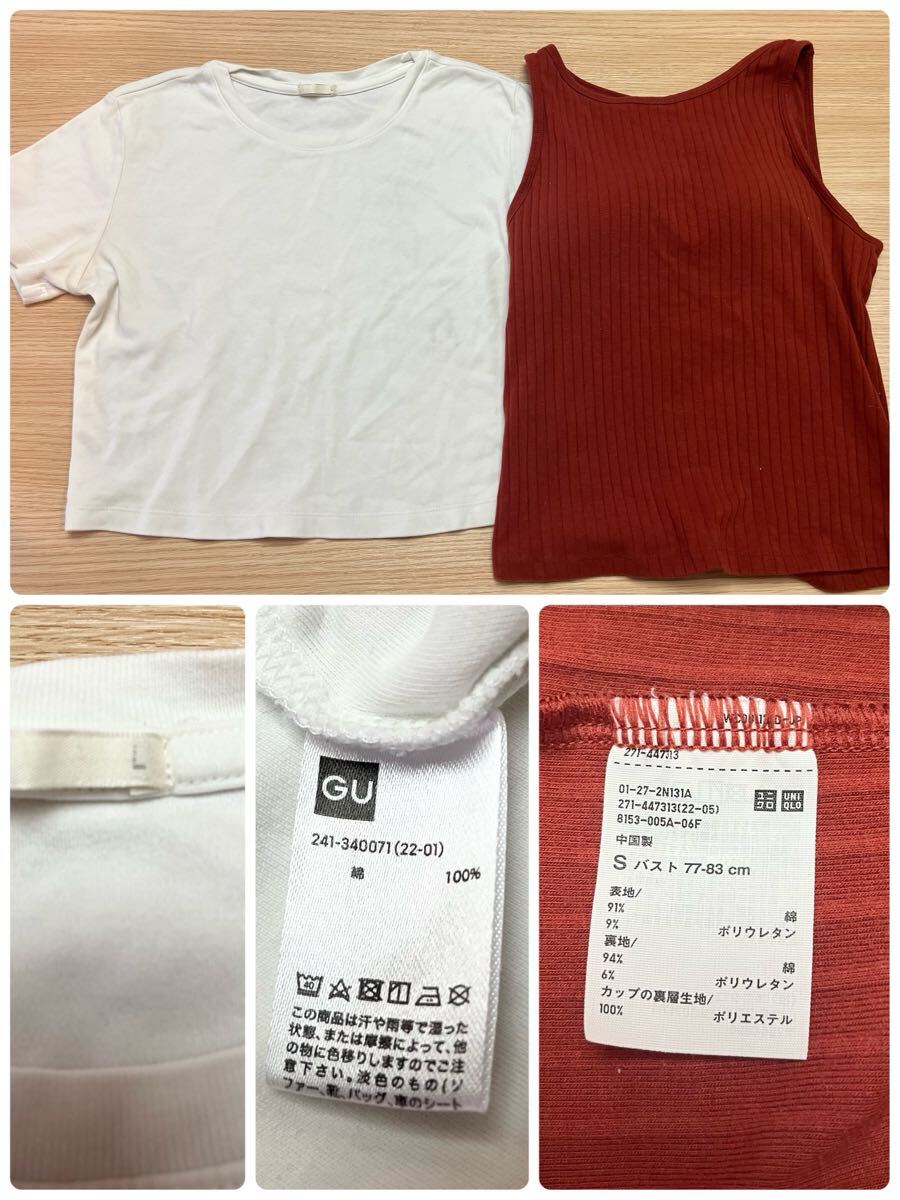 L
GU
241-340071(22-01)
綿 100%
40
この商品は汗や雨等で湿った
状態、または摩擦によって、他
の物に色移りしますのでご注
意下さい。淡色のもの(ソ
ファー、靴、バッグ、車のシート
271-447313
01-27-2N131A
271-447313(22-05)
8153-005A-06F
ユニクロ UNIQLO
中国製
S バスト 77-83 cm
表地/
91% 綿
9% ポリウレタン
裏地/
94% 綿
6% ポリウレタン
カップの裏層生地/
100% ポリエステル